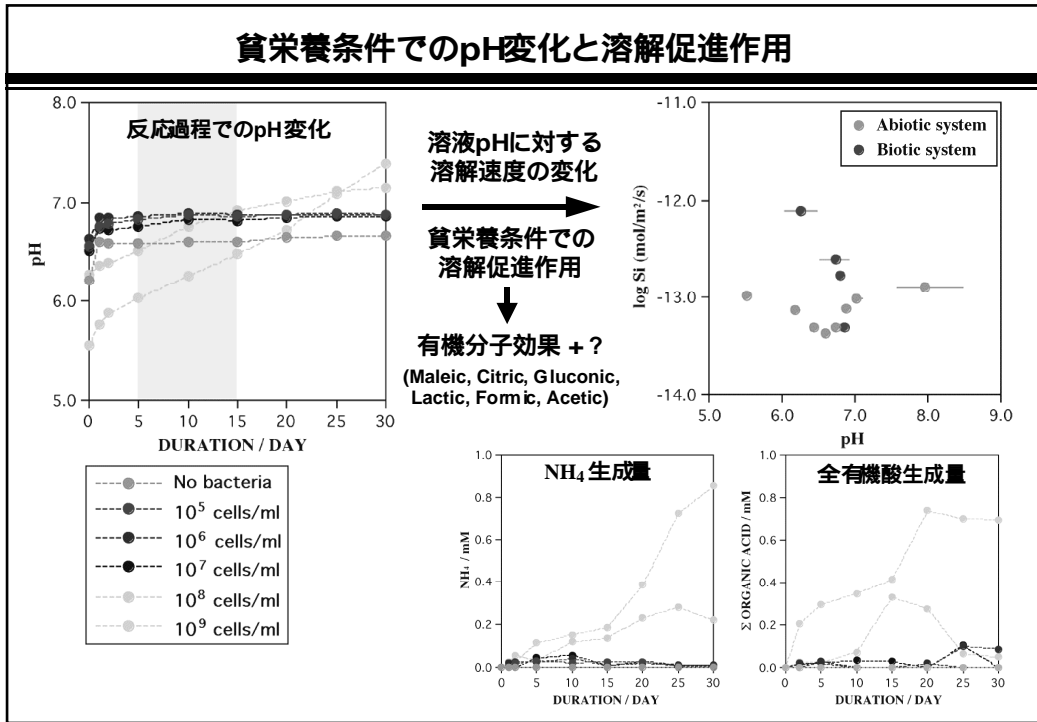 貧栄養条件でのpH変化と溶解促進作用
反応過程でのpH変化
8.0
7.0
6.0
5.0
pH
0 5 10 15 20 25 30
DURATION / DAY
No bacteria
10⁵ cells/ml
10⁶ cells/ml
10⁷ cells/ml
10⁸ cells/ml
10⁹ cells/ml
溶液pHに対する
溶解速度の変化
貧栄養条件での
溶解促進作用
有機分子効果 + ?
(Maleic, Citric, Gluconic,
Lactic, Formic, Acetic)
Abiotic system
Biotic system
-11.0
-12.0
-13.0
-14.0
log Si (mol/m²/s)
5.0 6.0 7.0 8.0 9.0
pH
NH₄ 生成量
1.0
0.8
0.6
0.4
0.2
0.0
NH₄ / mM
0 5 10 15 20 25 30
DURATION / DAY
全有機酸生成量
1.0
0.8
0.6
0.4
0.2
0.0
Σ ORGANIC ACID / mM
0 5 10 15 20 25 30
DURATION / DAY